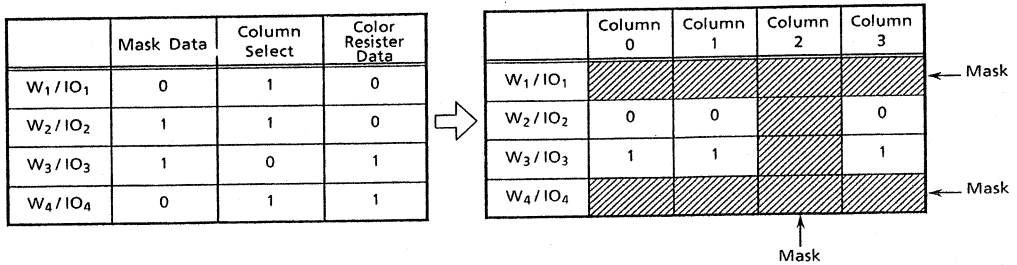 Mask Data Column Select Color Resister Data
W1/IO1 0 1 0
W2/IO2 1 1 0
W3/IO3 1 0 1
W4/IO4 0 1 1
Column 0 Column 1 Column 2 Column 3
W1/IO1 Mask
W2/IO2 0 0 0
W3/IO3 1 1 1
W4/IO4 Mask
Mask